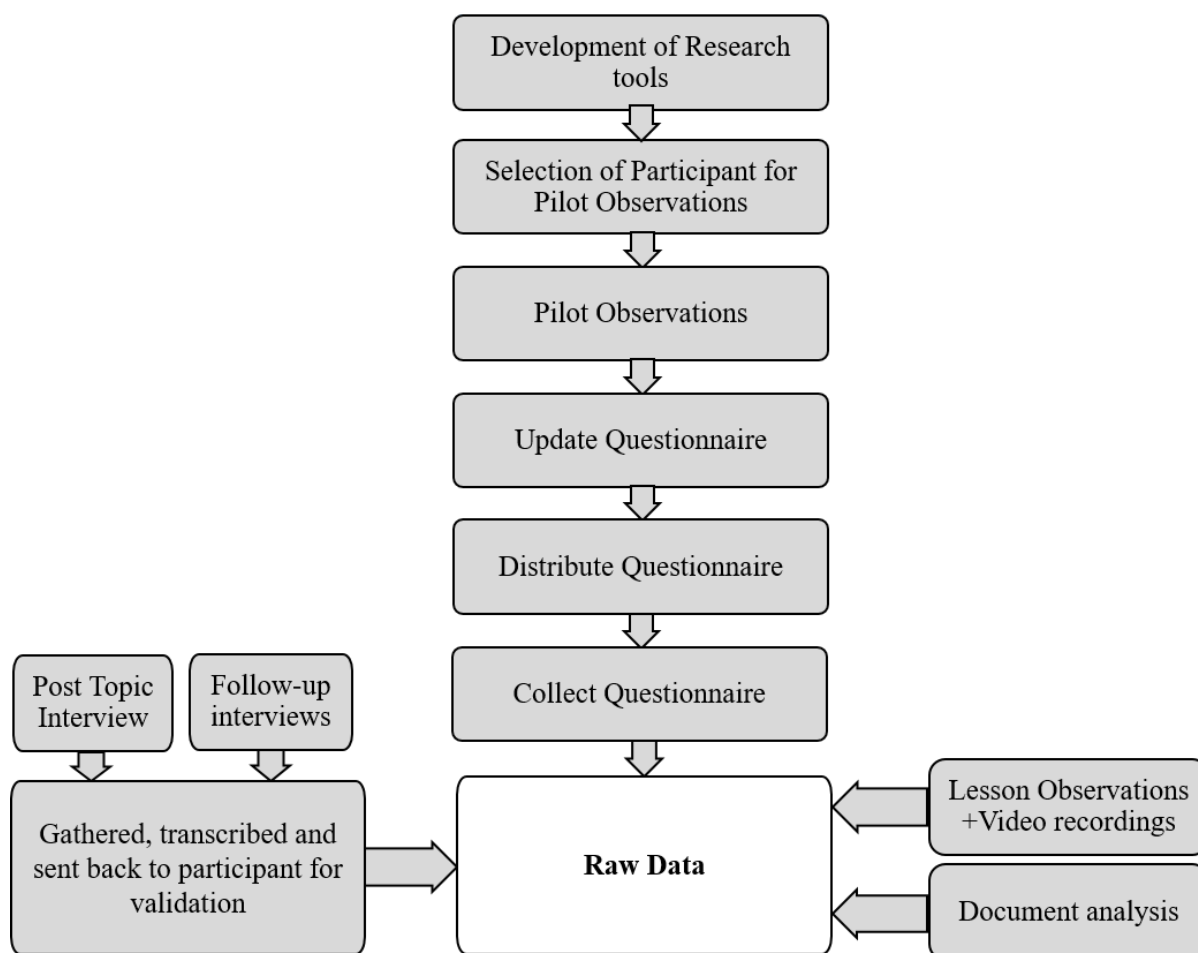 Development of Research
tools
Selection of Participant for
Pilot Observations
Pilot Observations
Update Questionnaire
Distribute Questionnaire
Collect Questionnaire
Post Topic
Interview
Follow-up
interviews
Gathered, transcribed and
sent back to participant for
validation
Raw Data
Lesson Observations
+Video recordings
Document analysis